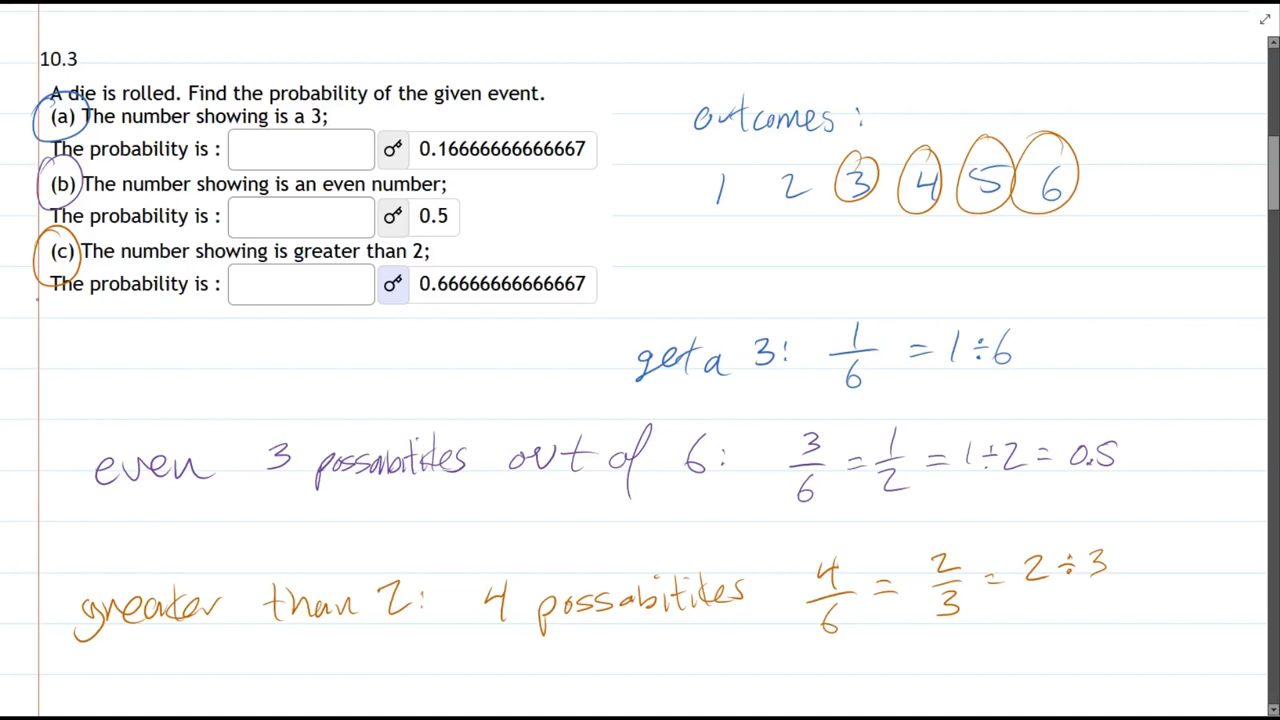 10.3
A die is rolled. Find the probability of the given event.
(a) The number showing is a 3;
The probability is : 0.16666666666667
(b) The number showing is an even number;
The probability is : 0.5
(c) The number showing is greater than 2;
The probability is : 0.66666666666667
outcomes :
1 2 3 4 5 6
get a 3: 1/6 = 1 ÷ 6
even 3 possabitites out of 6: 3/6 = 1/2 = 1 ÷ 2 = 0.5
greater than 2: 4 possabitites 4/6 = 2/3 = 2 ÷ 3